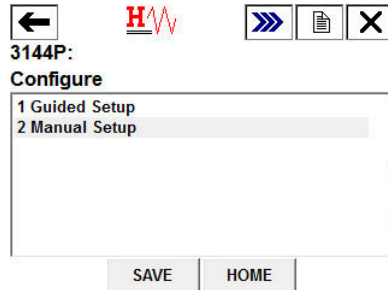 H
3144P:
Configure
1 Guided Setup
2 Manual Setup
SAVE HOME